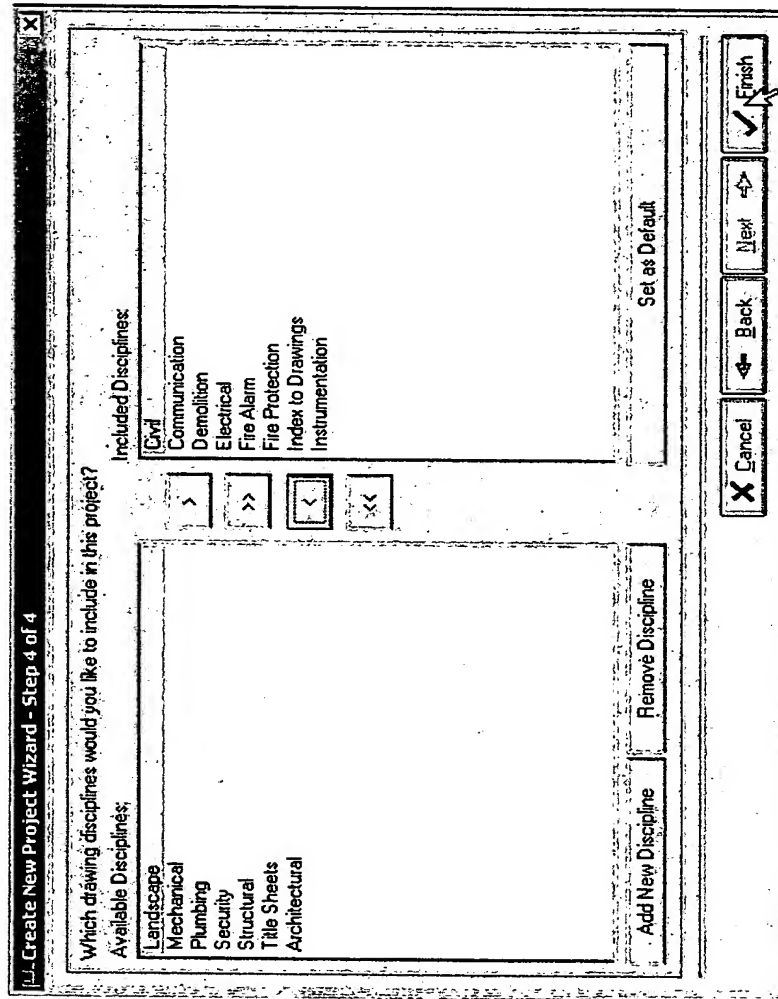 Create New Project Wizard - Step 4 of 4
Which drawing disciplines would you like to include in this project?
Available Disciplines:
Landscape
Mechanical
Plumbing
Security
Structural
Title Sheets
Architectural
Add New Discipline
Remove Discipline
>
>>
<
<<
Included Disciplines:
Civil
Communication
Demolition
Electrical
Fire Alarm
Fire Protection
Index to Drawings
Instrumentation
Set as Default
Cancel
Back
Next
Finish